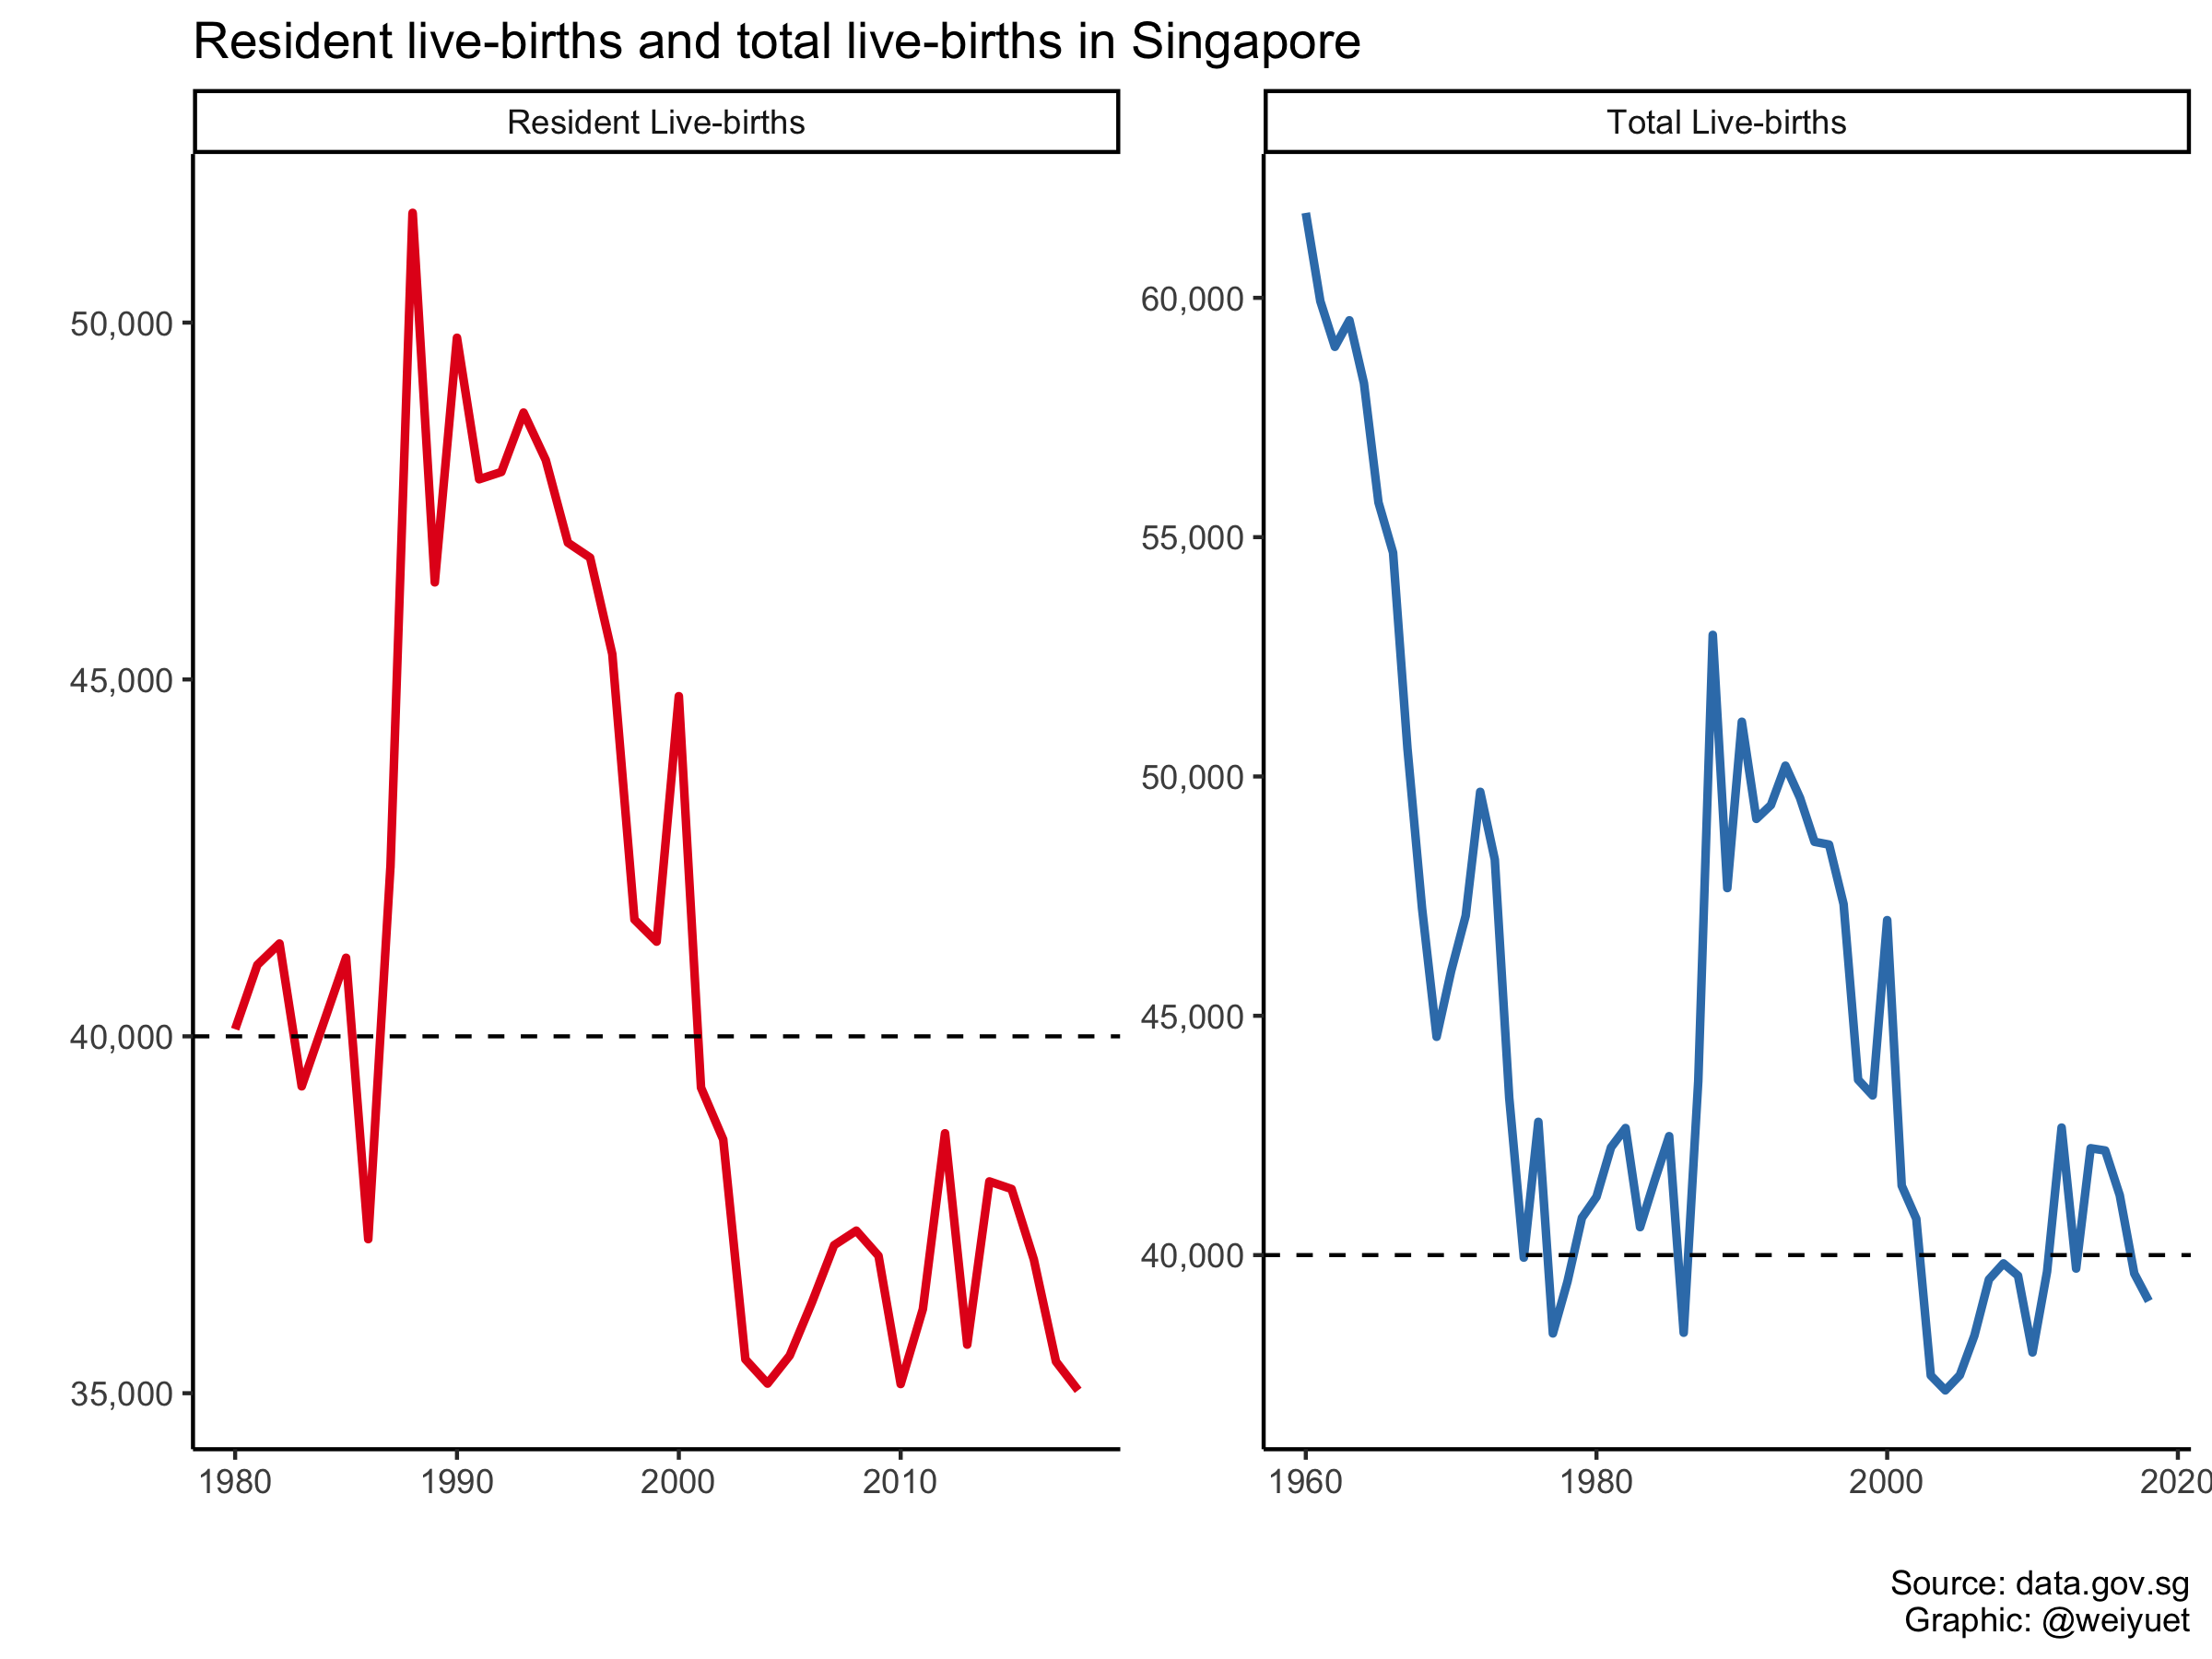 Resident live-births and total live-births in Singapore
Resident Live-births
50,000
45,000
40,000
35,000
1980 1990 2000 2010
Total Live-births
60,000
55,000
50,000
45,000
40,000
1960 1980 2000 2020
Source: data.gov.sg
Graphic: @weiyuet